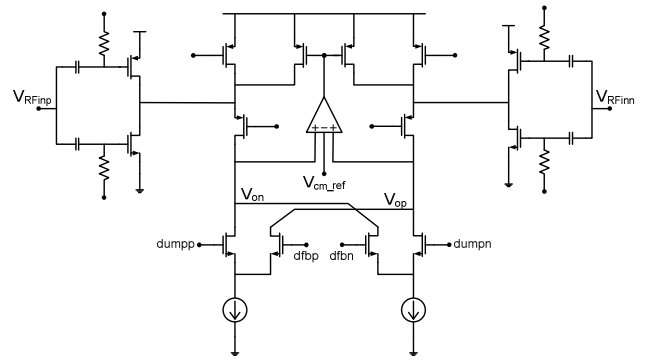 V_RFinp
V_RFinn
+ − +
V_cm_ref
V_on
V_op
dumpp
dfbp
dfbn
dumpn